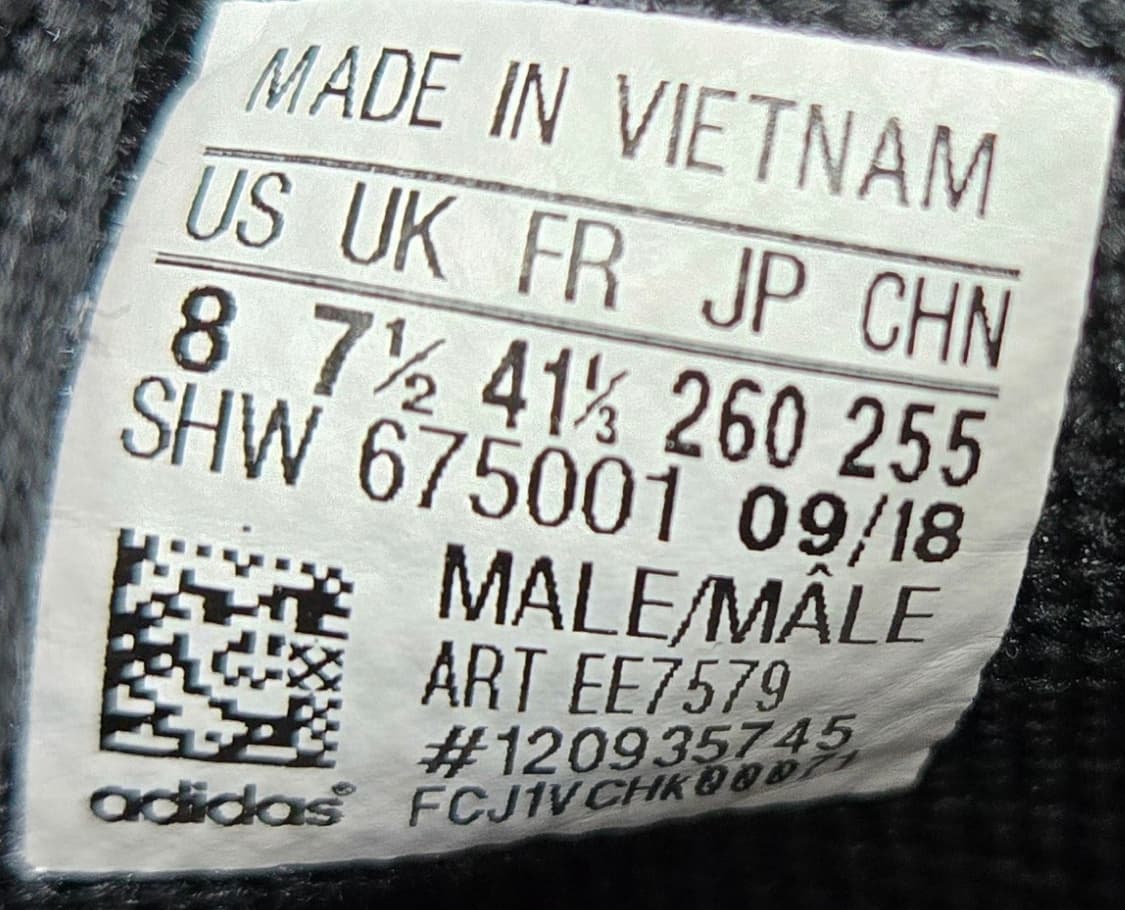 MADE IN VIETNAM
US UK FR JP CHN
8 7½ 41⅓ 260 255
SHW 675001 09/18
MALE/MÂLE
ART EE7579
#120935745
FCJ1VCHK000071
adidas®